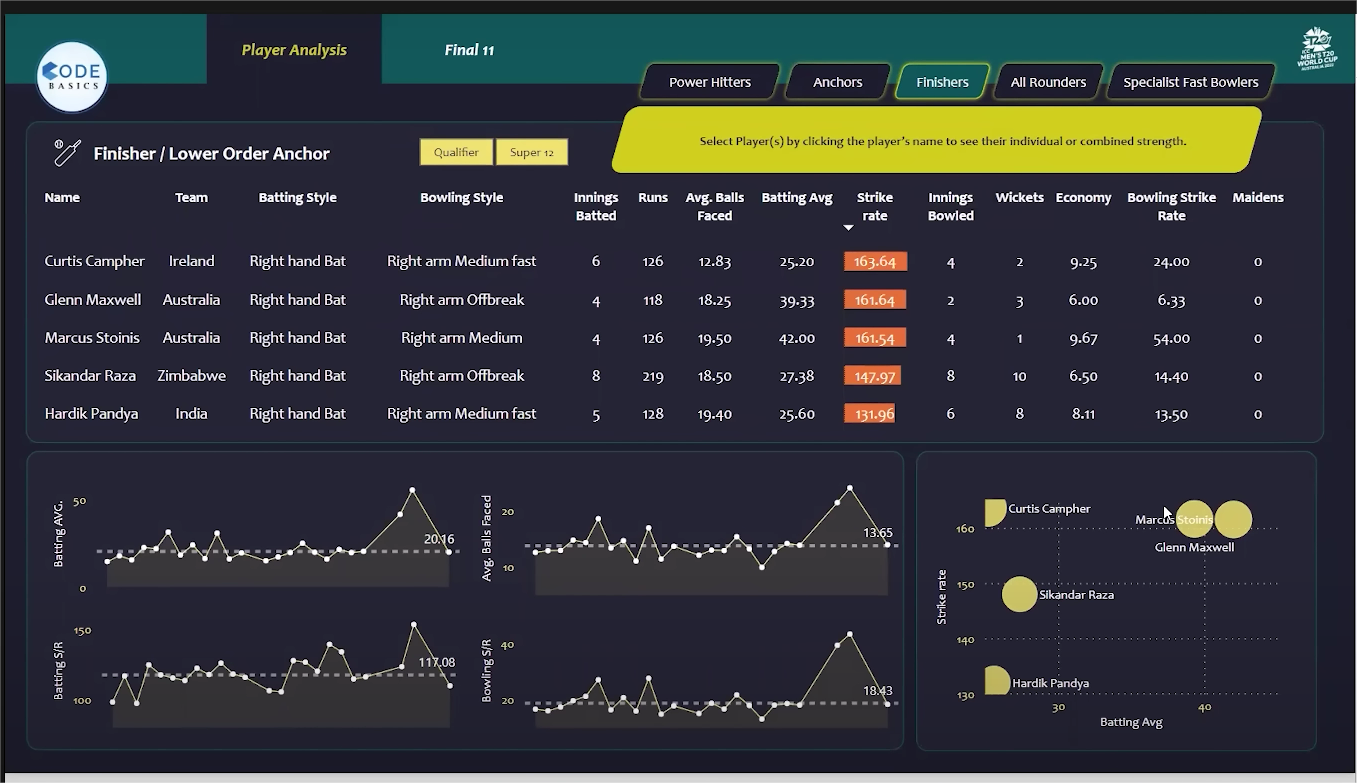 Player Analysis
Final 11
CODE
BASICS
T20
ICC
MEN'S T20
WORLD CUP
AUSTRALIA 2022
Power Hitters
Anchors
Finishers
All Rounders
Specialist Fast Bowlers
Select Player(s) by clicking the player's name to see their individual or combined strength.
Finisher / Lower Order Anchor
Qualifier
Super 12
Name Team Batting Style Bowling Style Innings Batted Runs Avg. Balls Faced Batting Avg Strike rate Innings Bowled Wickets Economy Bowling Strike Rate Maidens
Curtis Campher Ireland Right hand Bat Right arm Medium fast 6 126 12.83 25.20 163.64 4 2 9.25 24.00 0
Glenn Maxwell Australia Right hand Bat Right arm Offbreak 4 118 18.25 39.33 161.64 2 3 6.00 6.33 0
Marcus Stoinis Australia Right hand Bat Right arm Medium 4 126 19.50 42.00 161.54 4 1 9.67 54.00 0
Sikandar Raza Zimbabwe Right hand Bat Right arm Offbreak 8 219 18.50 27.38 147.97 8 10 6.50 14.40 0
Hardik Pandya India Right hand Bat Right arm Medium fast 5 128 19.40 25.60 131.96 6 8 8.11 13.50 0
Batting AVG.
50
0
20.16
Avg. Balls Faced
20
10
13.65
Batting S/R
150
100
117.08
Bowling S/R
40
20
18.43
Strike rate
160
150
140
130
Curtis Campher
Marcus Stoinis
Glenn Maxwell
Sikandar Raza
Hardik Pandya
30
40
Batting Avg